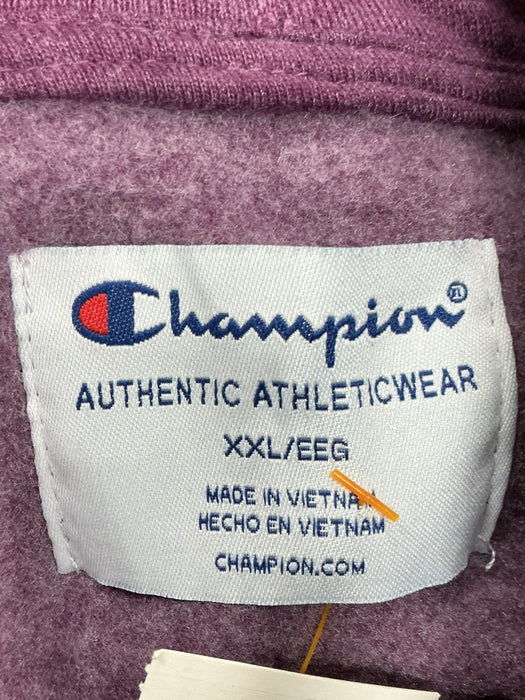 Champion®
AUTHENTIC ATHLETICWEAR
XXL/EEG
MADE IN VIETNAM
HECHO EN VIETNAM
CHAMPION.COM